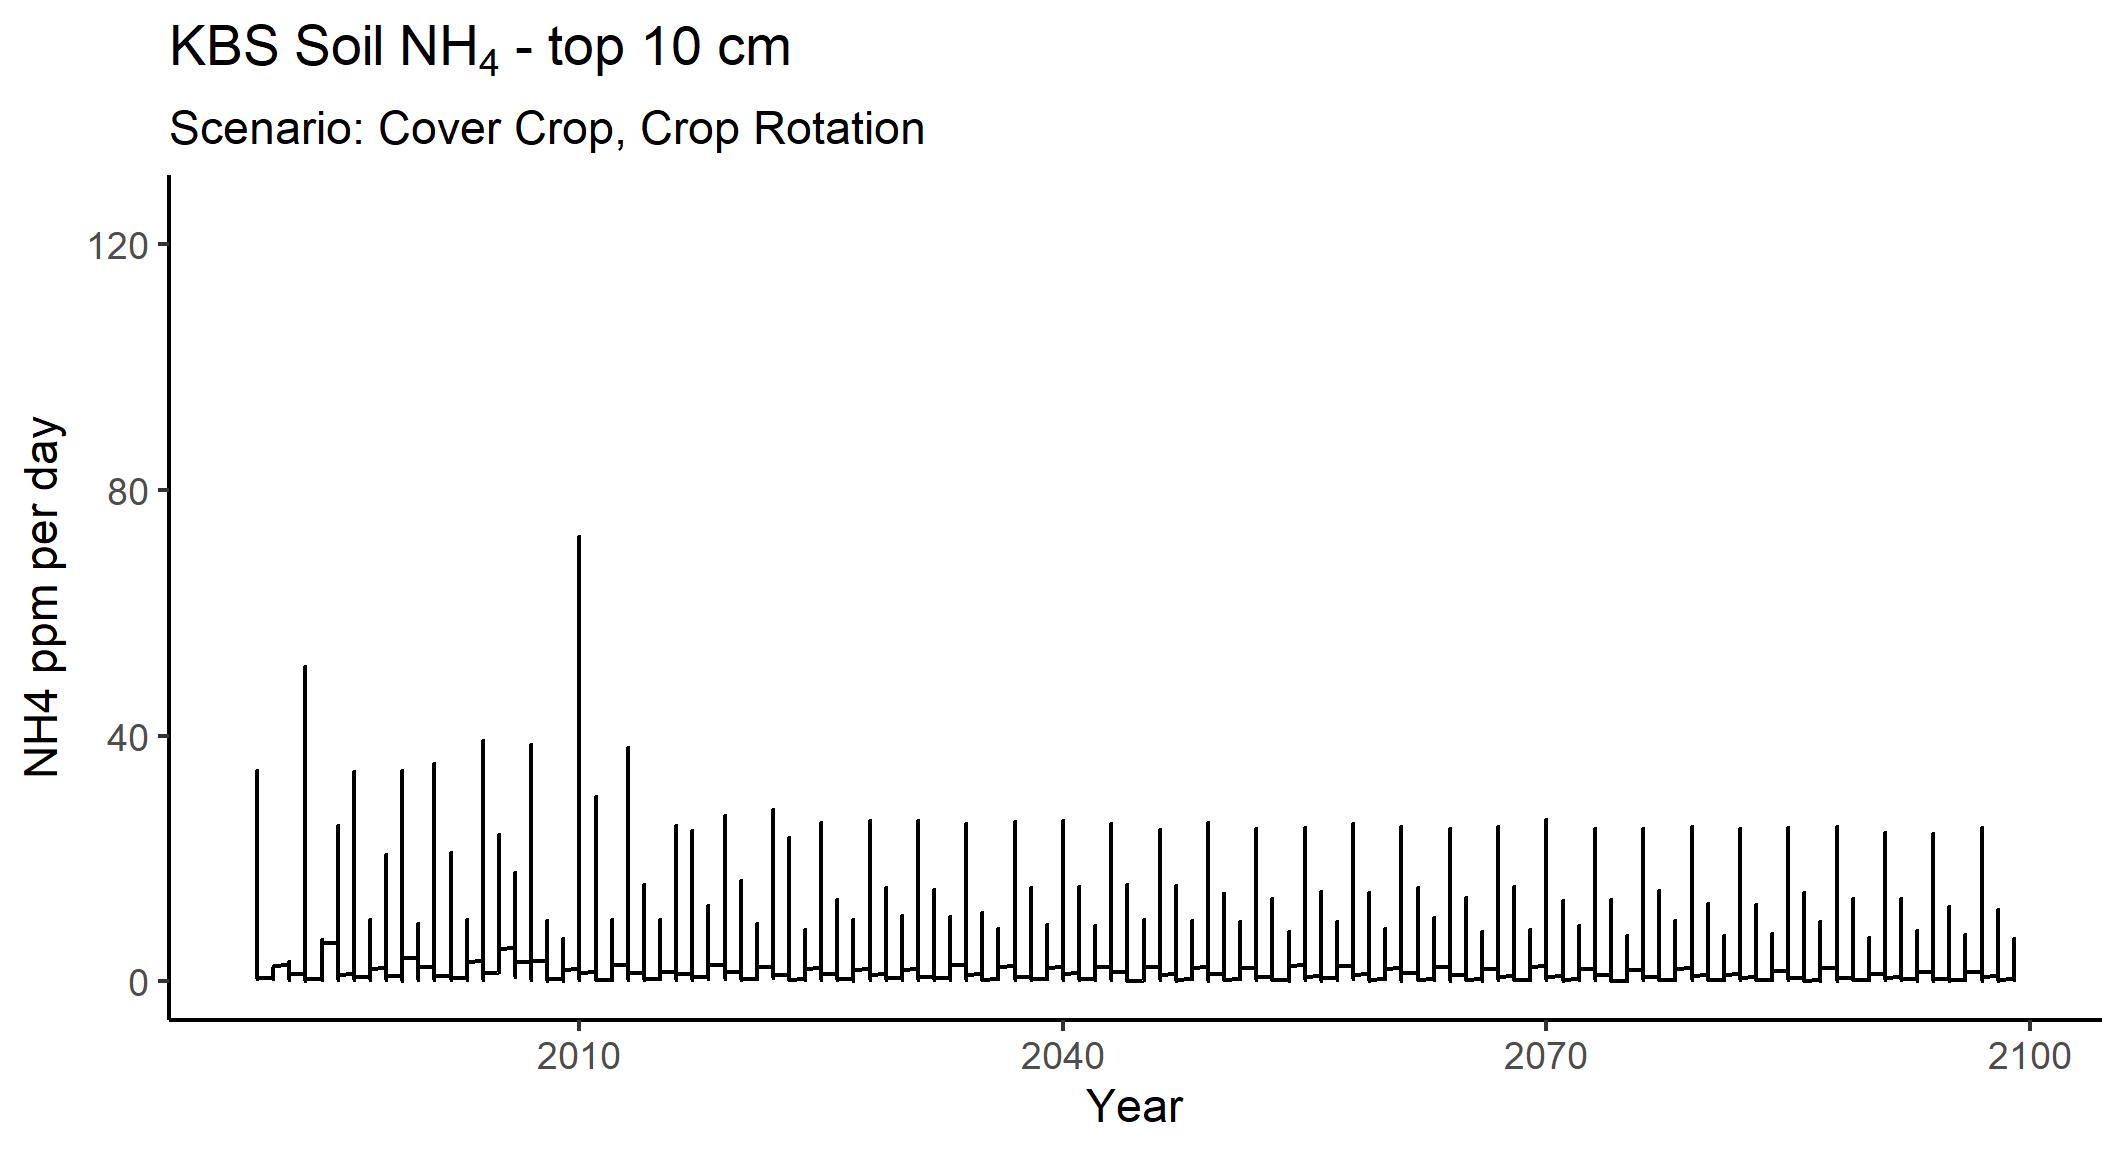 KBS Soil NH₄ - top 10 cm
Scenario: Cover Crop, Crop Rotation
NH4 ppm per day
120
80
40
0
2010 2040 2070 2100
Year